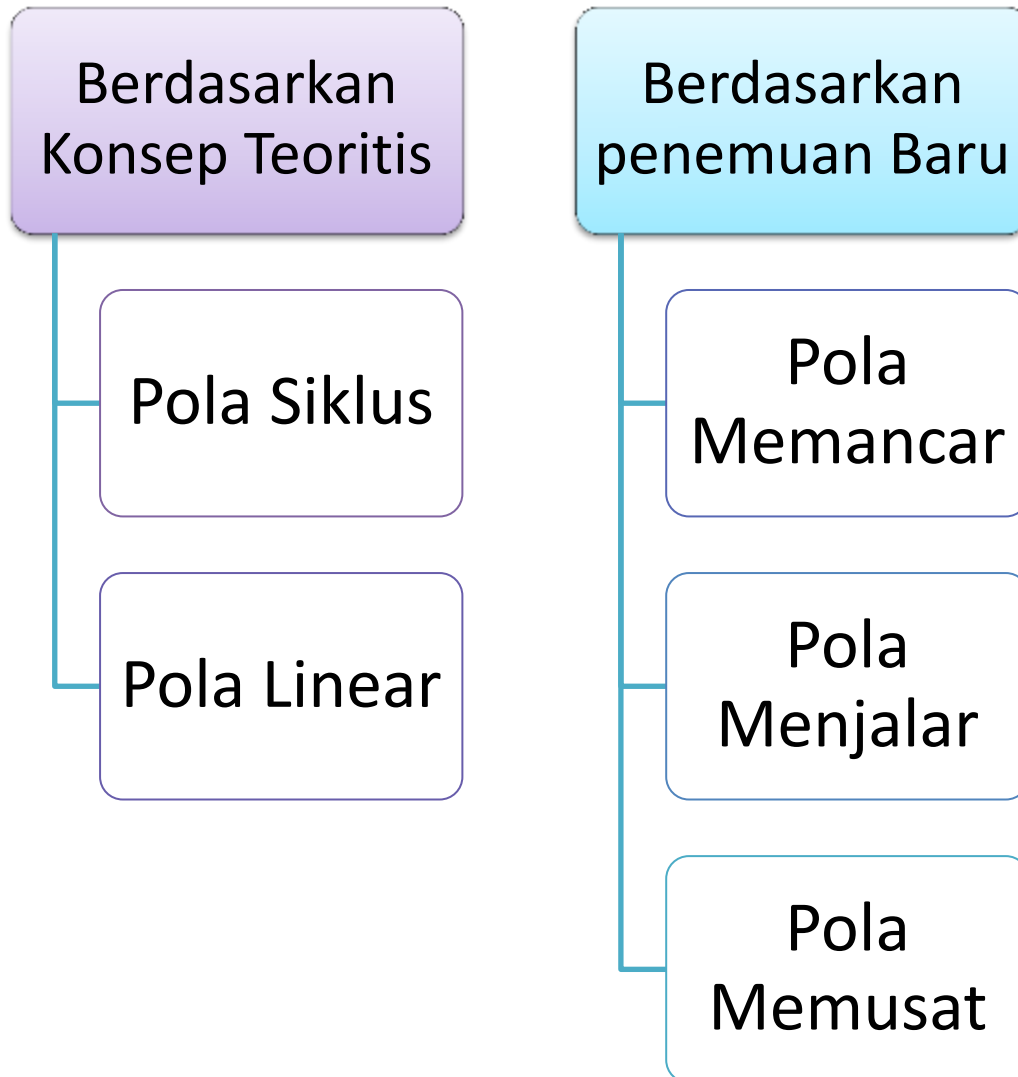 Berdasarkan
Konsep Teoritis
Pola Siklus
Pola Linear
Berdasarkan
penemuan Baru
Pola
Memancar
Pola
Menjalar
Pola
Memusat